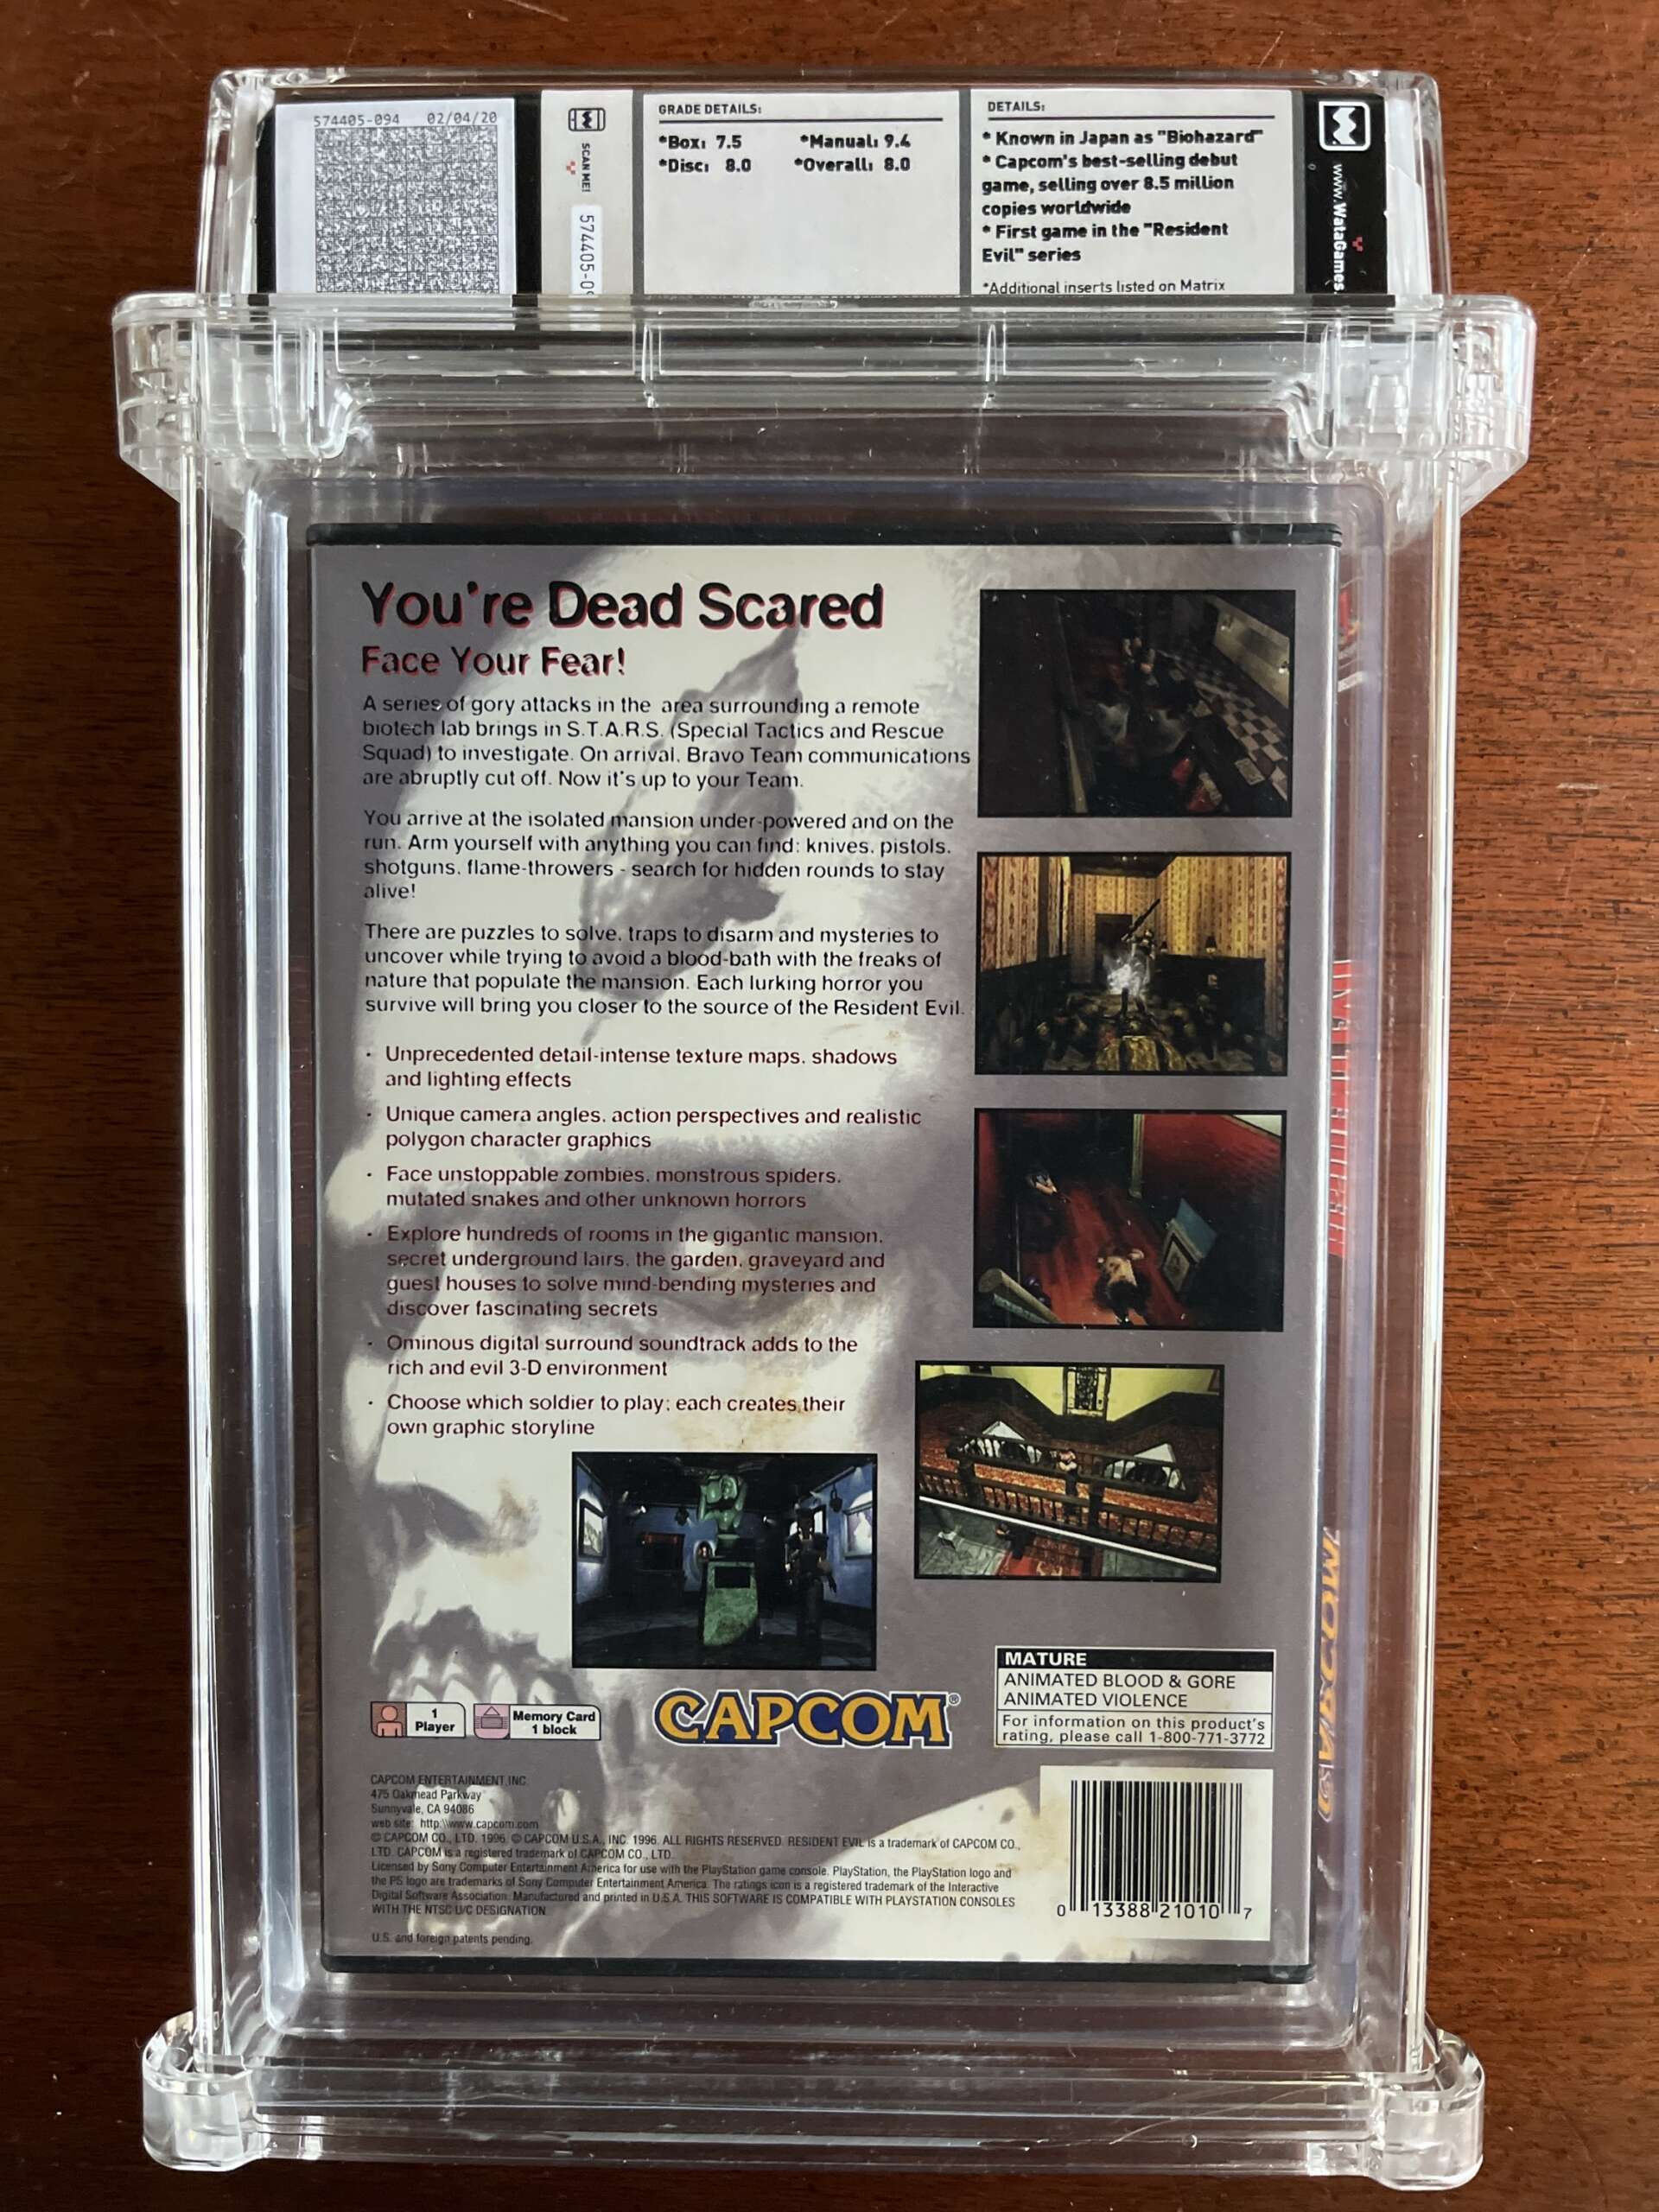 574405-094 02/04/20
SCAN ME!
574405-09
GRADE DETAILS:
*Box: 7.5 *Manual: 9.4
*Disc: 8.0 *Overall: 8.0
DETAILS:
* Known in Japan as "Biohazard"
* Capcom's best-selling debut
game, selling over 8.5 million
copies worldwide
* First game in the "Resident
Evil" series
*Additional inserts listed on Matrix
www.WataGames.
You're Dead Scared
Face Your Fear!
A series of gory attacks in the area surrounding a remote
biotech lab brings in S.T.A.R.S. (Special Tactics and Rescue
Squad) to investigate. On arrival, Bravo Team communications
are abruptly cut off. Now it's up to your Team.
You arrive at the isolated mansion under-powered and on the
run. Arm yourself with anything you can find: knives, pistols,
shotguns, flame-throwers - search for hidden rounds to stay
alive!
There are puzzles to solve, traps to disarm and mysteries to
uncover while trying to avoid a blood-bath with the freaks of
nature that populate the mansion. Each lurking horror you
survive will bring you closer to the source of the Resident Evil.
· Unprecedented detail-intense texture maps, shadows
and lighting effects
· Unique camera angles, action perspectives and realistic
polygon character graphics
· Face unstoppable zombies, monstrous spiders,
mutated snakes and other unknown horrors
· Explore hundreds of rooms in the gigantic mansion,
secret underground lairs, the garden, graveyard and
guest houses to solve mind-bending mysteries and
discover fascinating secrets
· Ominous digital surround soundtrack adds to the
rich and evil 3-D environment
· Choose which soldier to play; each creates their
own graphic storyline
1
Player
Memory Card
1 block
CAPCOM®
MATURE
ANIMATED BLOOD & GORE
ANIMATED VIOLENCE
For information on this product's
rating, please call 1-800-771-3772
CAPCOM ENTERTAINMENT, INC.
475 Oakmead Parkway
Sunnyvale, CA 94086
web site: http:\\www.capcom.com
© CAPCOM CO., LTD. 1996. © CAPCOM U.S.A., INC. 1996. ALL RIGHTS RESERVED. RESIDENT EVIL is a trademark of CAPCOM CO.,
LTD. CAPCOM is a registered trademark of CAPCOM CO., LTD.
Licensed by Sony Computer Entertainment America for use with the PlayStation game console. PlayStation, the PlayStation logo and
the PS logo are trademarks of Sony Computer Entertainment America. The ratings icon is a registered trademark of the Interactive
Digital Software Association. Manufactured and printed in U.S.A. THIS SOFTWARE IS COMPATIBLE WITH PLAYSTATION CONSOLES
WITH THE NTSC U/C DESIGNATION
U.S. and foreign patents pending.
0 13388 21010 7
CAPCOM